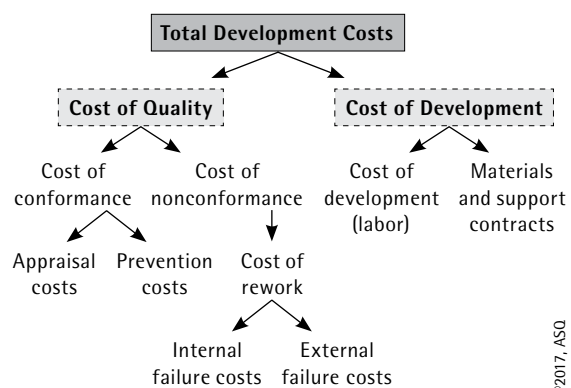 Total Development Costs
Cost of Quality
Cost of Development
Cost of
conformance
Cost of
nonconformance
Cost of
development
(labor)
Materials
and support
contracts
Appraisal
costs
Prevention
costs
Cost of
rework
Internal
failure costs
External
failure costs
2017, ASQ